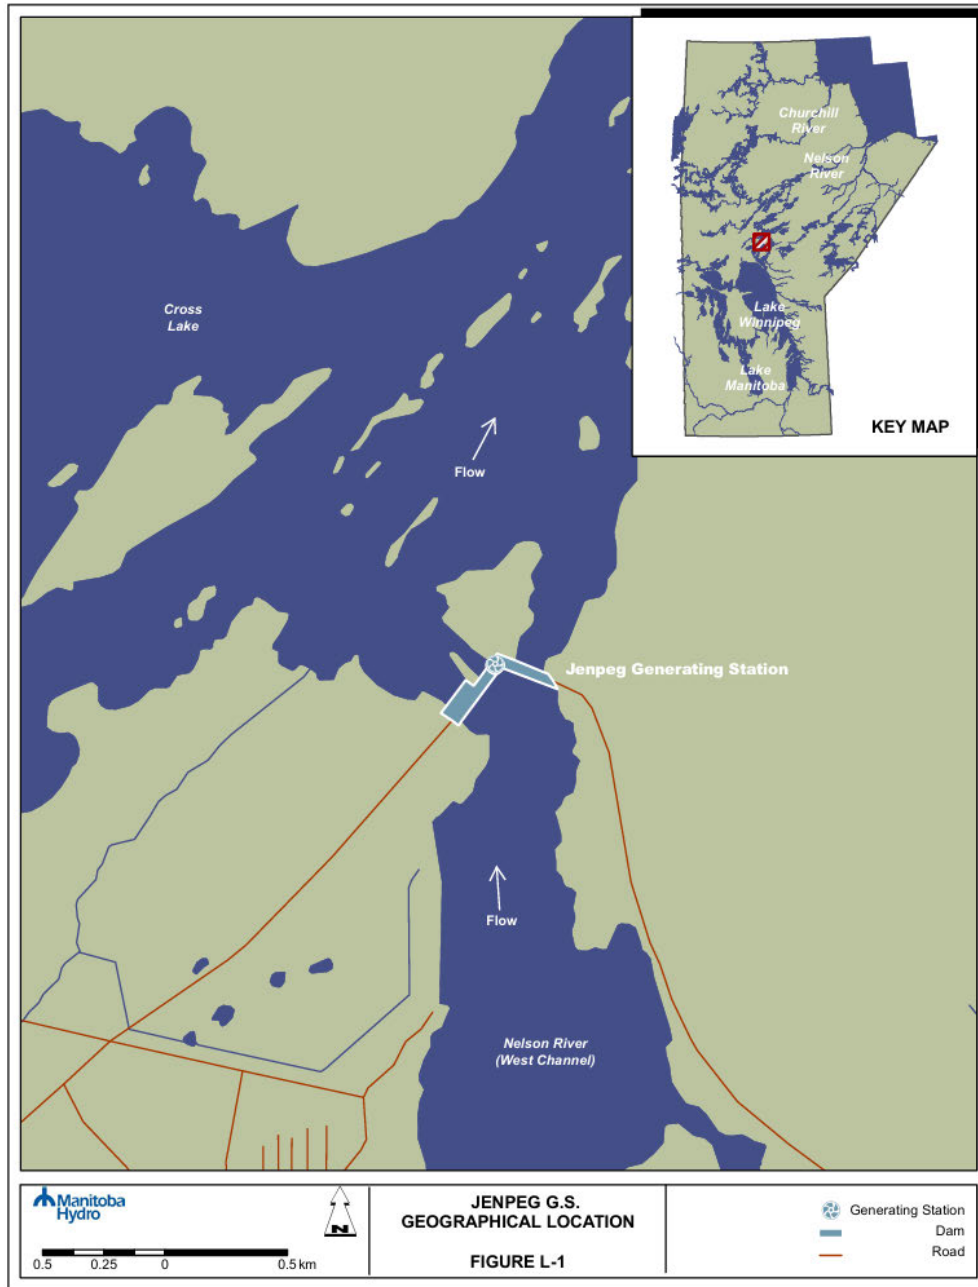 Churchill
River
Nelson
River
Lake
Winnipeg
Lake
Manitoba
KEY MAP
Cross
Lake
Flow
Jenpeg Generating Station
Flow
Nelson River
(West Channel)
Manitoba
Hydro
N
0.5 0.25 0 0.5 km
JENPEG G.S.
GEOGRAPHICAL LOCATION
FIGURE L-1
Generating Station
Dam
Road